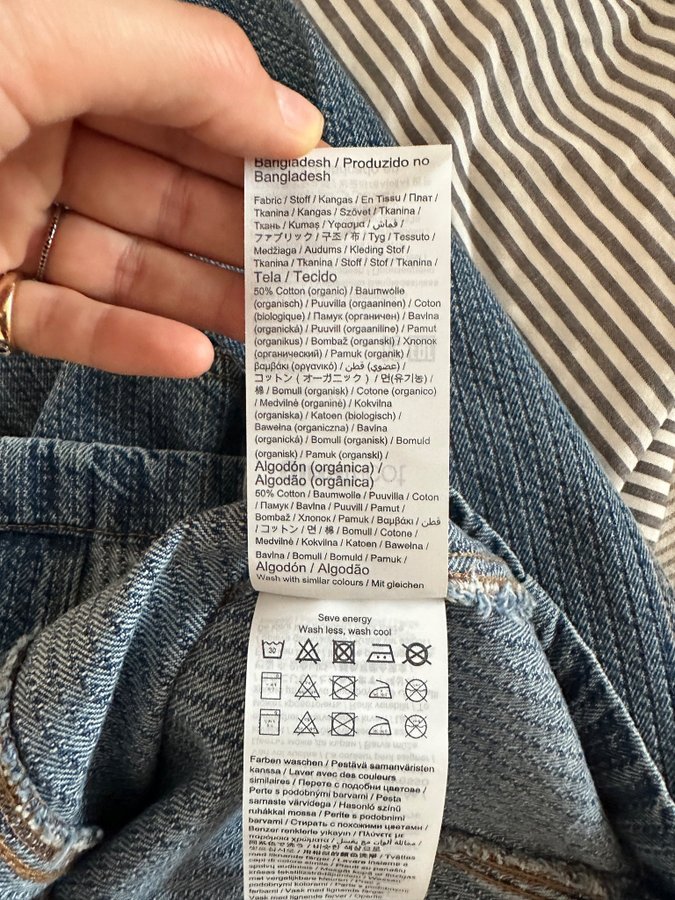 Bangladesh / Produzido no
Bangladesh
Fabric / Stoff / Kangas / En Tissu / Плат /
Tkanina / Kangas / Szövet / Tkanina /
Ткань / Kumaş / Ύφασμα / قماش /
ファブリック / 구조 / 布 / Tyg / Tessuto /
Medžiaga / Audums / Kleding Stof /
Tkanina / Tkanina / Stoff / Stof / Tkanina /
Tela / Tecido
50% Cotton (organic) / Baumwolle
(organisch) / Puuvilla (orgaaninen) / Coton
(biologique) / Памук (органичен) / Bavlna
(organická) / Puuvill (orgaaniline) / Pamut
(organikus) / Bombaž (organski) / Хлопок
(органический) / Pamuk (organik) /
Βαμβάκι (οργανικό) / قطن (عضوي) /
コットン ( オーガニック ) / 면(유기농) /
棉 / Bomull (organisk) / Cotone (organico)
/ Medvilnė (organinė) / Kokvilna
(organiska) / Katoen (biologisch) /
Bawełna (organiczna) / Bavlna
(organická) / Bomuli (organisk) / Bomuld
(organisk) / Pamuk (organski) /
Algodón (orgánica) /
Algodão (orgânica)
50% Cotton / Baumwolle / Puuvilla / Coton
/ Памук / Bavlna / Puuvill / Pamut /
Bombaž / Хлопок / Pamuk / Βαμβάκι / قطن
/ コットン / 면 / 棉 / Bomull / Cotone /
Medvilnė / Kokvilna / Katoen / Bawełna /
Bavlna / Bomuli / Bomuld / Pamuk /
Algodón / Algodão
Wash with similar colours / Mit gleichen
Save energy
Wash less, wash cool
30
Farben waschen / Pestävä samanväristen
kanssa / Laver avec des couleurs
similaires / Перете с подобни цветове /
Perte s podobnými barvami / Pesta
samaste värvidega / Hasonló színű
ruhákkal mossa / Perite s podobnimi
barvami / Стирать с похожими цветами /
Benzer renklerle yıkayın / Πλύνετε με
παρόμοια χρώματα /